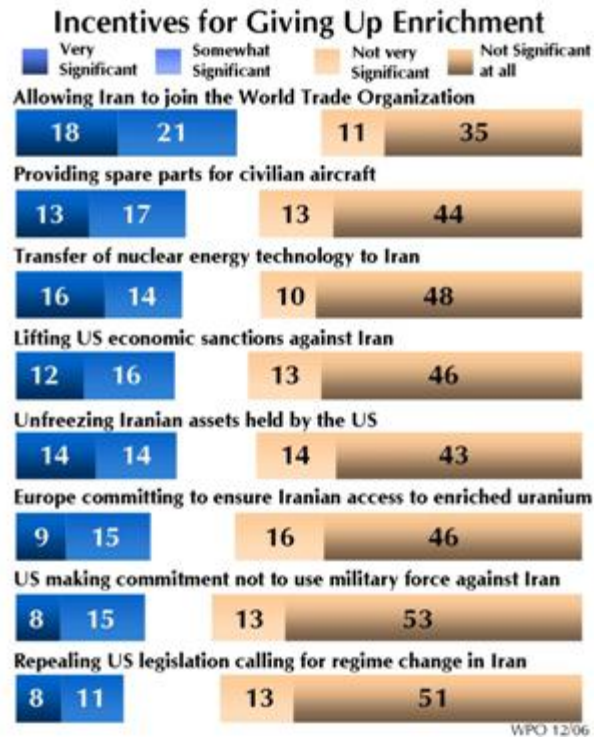 Incentives for Giving Up Enrichment
Very Significant
Somewhat Significant
Not very Significant
Not Significant at all
Allowing Iran to join the World Trade Organization
18 21 11 35
Providing spare parts for civilian aircraft
13 17 13 44
Transfer of nuclear energy technology to Iran
16 14 10 48
Lifting US economic sanctions against Iran
12 16 13 46
Unfreezing Iranian assets held by the US
14 14 14 43
Europe committing to ensure Iranian access to enriched uranium
9 15 16 46
US making commitment not to use military force against Iran
8 15 13 53
Repealing US legislation calling for regime change in Iran
8 11 13 51
WPO 12/06